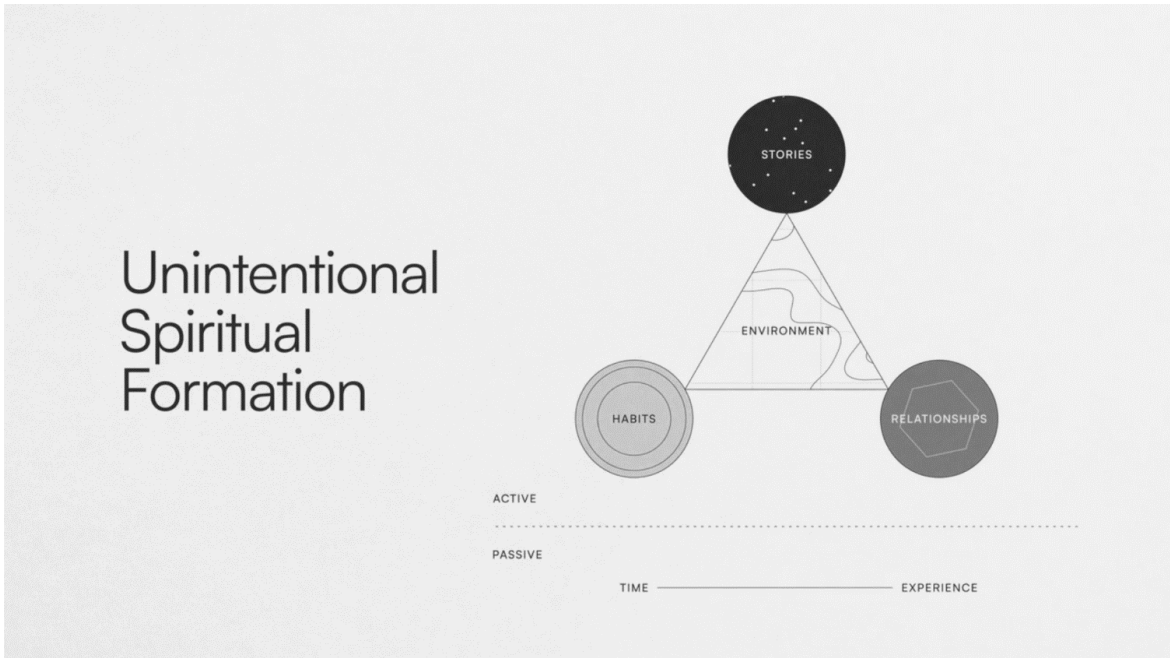 Unintentional
Spiritual
Formation
STORIES
ENVIRONMENT
HABITS
RELATIONSHIPS
ACTIVE
PASSIVE
TIME
EXPERIENCE